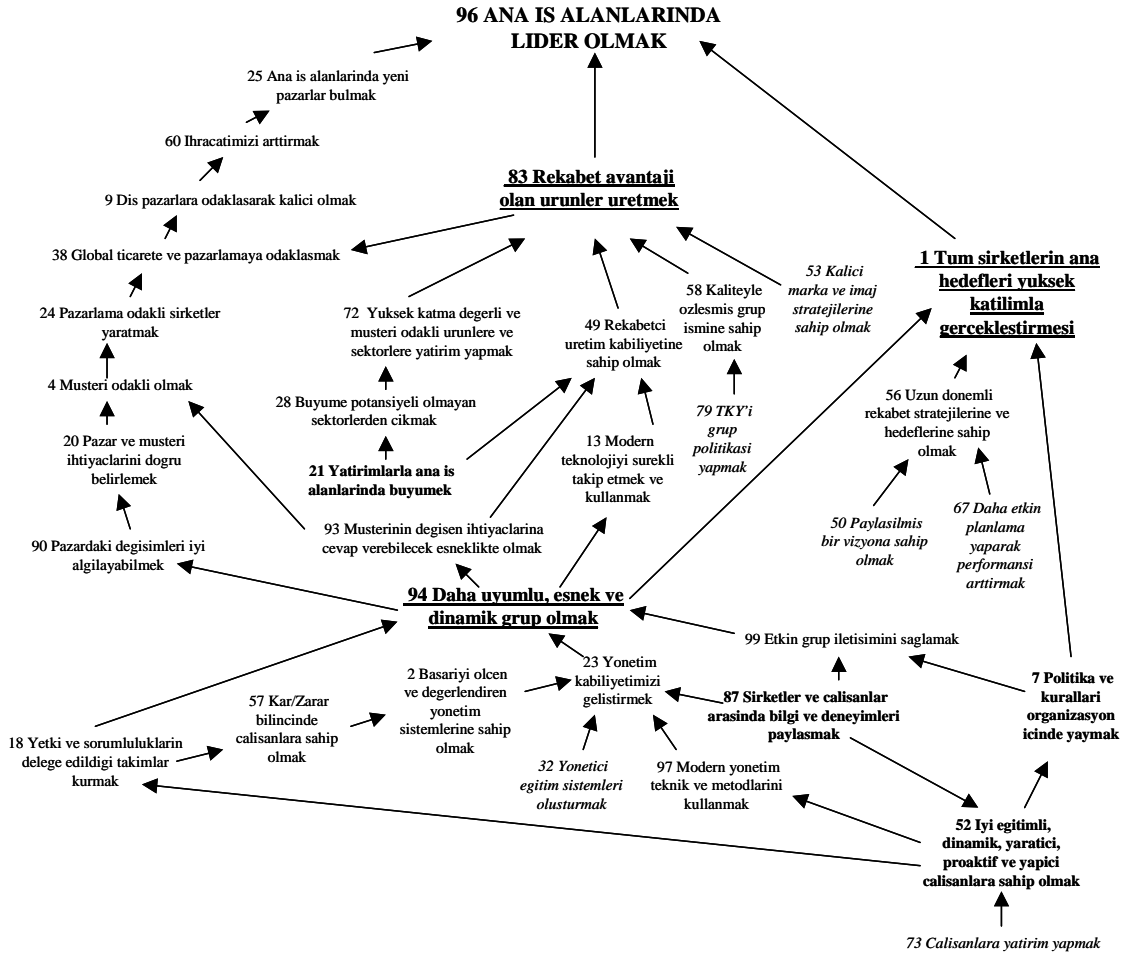 96 ANA IS ALANLARINDA
LIDER OLMAK
25 Ana is alanlarinda yeni
pazarlar bulmak
60 Ihracatimizi arttirmak
83 Rekabet avantaji
olan urunler uretmek
9 Dis pazarlara odaklasarak kalici olmak
38 Global ticarete ve pazarlamaya odaklasmak
1 Tum sirketlerin ana
hedefleri yuksek
katilimla
gerceklestirmesi
53 Kalici
marka ve imaj
stratejilerine
sahip olmak
58 Kaliteyle
ozlesmis grup
ismine sahip
olmak
24 Pazarlama odakli sirketler
yaratmak
72 Yuksek katma degerli ve
musteri odakli urunlere ve
sektorlere yatirim yapmak
49 Rekabetci
uretim kabiliyetine
sahip olmak
4 Musteri odakli olmak
28 Buyume potansiyeli olmayan
sektorlerden cikmak
79 TKY’i
grup
politikasi
yapmak
56 Uzun donemli
rekabet stratejilerine ve
hedeflerine sahip
olmak
20 Pazar ve musteri
ihtiyaclarini dogru
belirlemek
21 Yatirimlarla ana is
alanlarinda buyumek
13 Modern
teknolojiyi surekli
takip etmek ve
kullanmak
50 Paylasilmis
bir vizyona sahip
olmak
67 Daha etkin
planlama
yaparak
performansi
arttirmak
90 Pazardaki degisimleri iyi
algilayabilmek
93 Musterinin degisen ihtiyaclarina
cevap verebilecek esneklikte olmak
94 Daha uyumlu, esnek ve
dinamik grup olmak
99 Etkin grup iletisimini saglamak
2 Basariyi olcen
ve degerlendiren
yonetim
sistemlerine sahip
olmak
23 Yonetim
kabiliyetimizi
gelistirmek
87 Sirketler ve calisanlar
arasinda bilgi ve deneyimleri
paylasmak
7 Politika ve
kurallari
organizasyon
icinde yaymak
57 Kar/Zarar
bilincinde
calisanlara sahip
olmak
18 Yetki ve sorumluluklarin
delege edildigi takimlar
kurmak
32 Yonetici
egitim sistemleri
olusturmak
97 Modern yonetim
teknik ve metodlarini
kullanmak
52 Iyi egitimli,
dinamik, yaratici,
proaktif ve yapici
calisanlara sahip olmak
73 Calisanlara yatirim yapmak